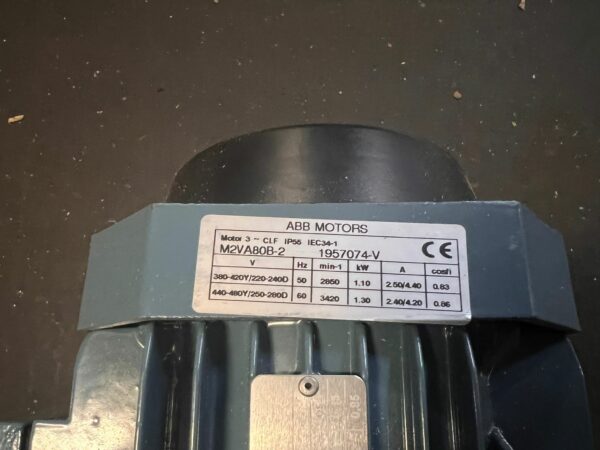 ABB MOTORS
Motor 3 ~ CLF IP55 IEC34-1
M2VA80B-2 1957074-V CE
V Hz min-1 kW A cosfi
380-420Y/220-240D 50 2850 1.10 2.50/4.40 0.83
440-480Y/250-280D 60 3420 1.30 2.40/4.20 0.86